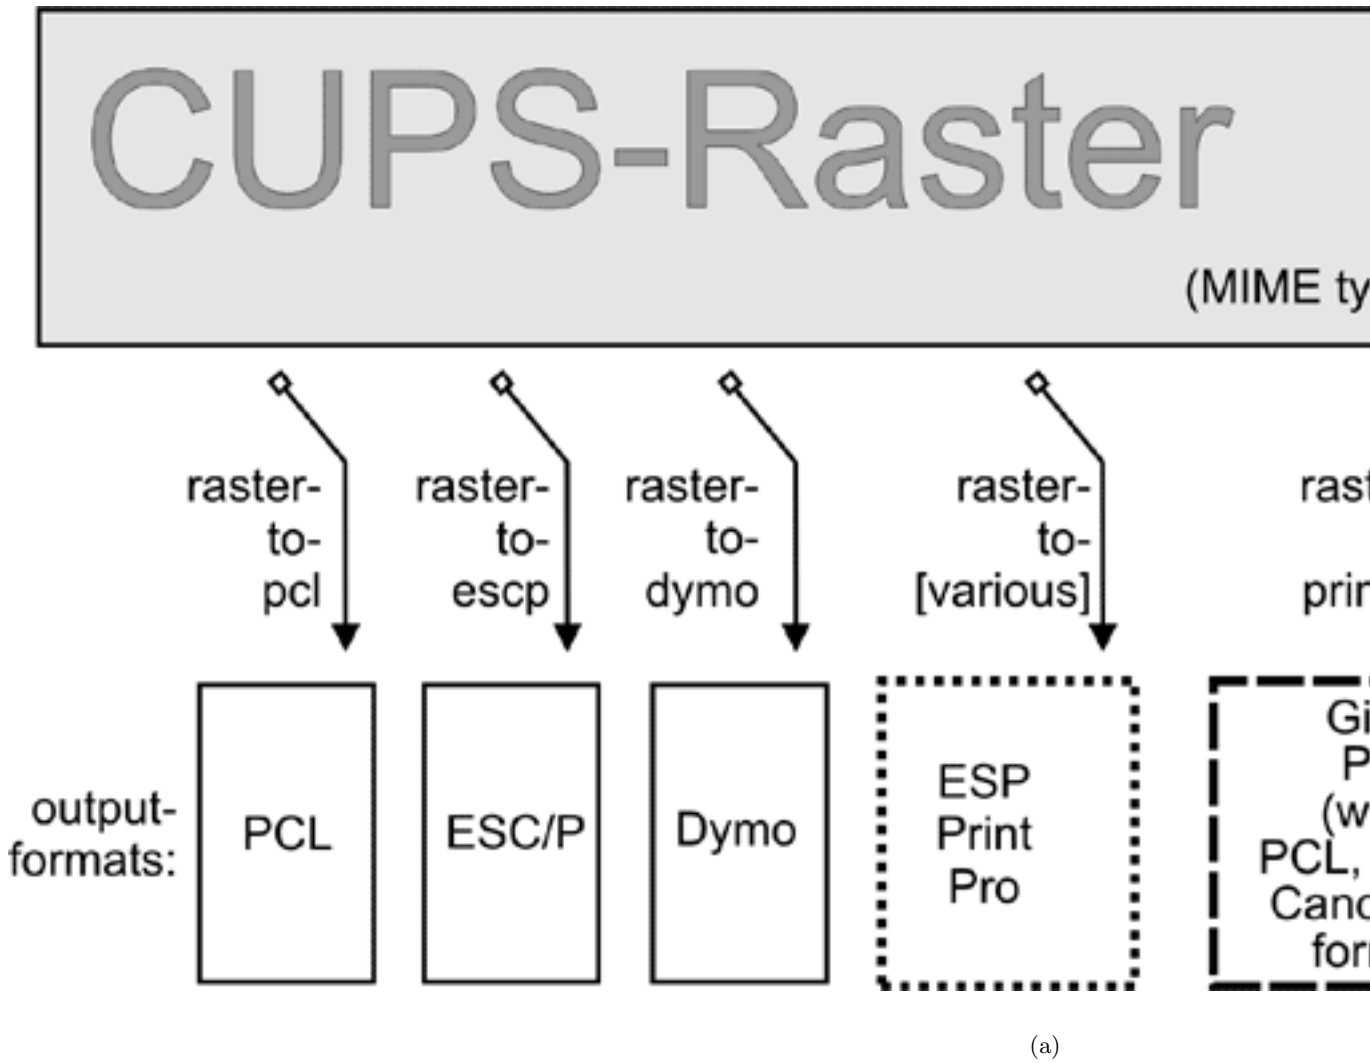 CUPS-Raster
(MIME
raster-
to-
pcl
raster-
to-
escp
raster-
to-
dymo
raster-
to-
[various]
output-
formats:
PCL
ESC/P
Dymo
ESP
Print
Pro
PCL,
(a)